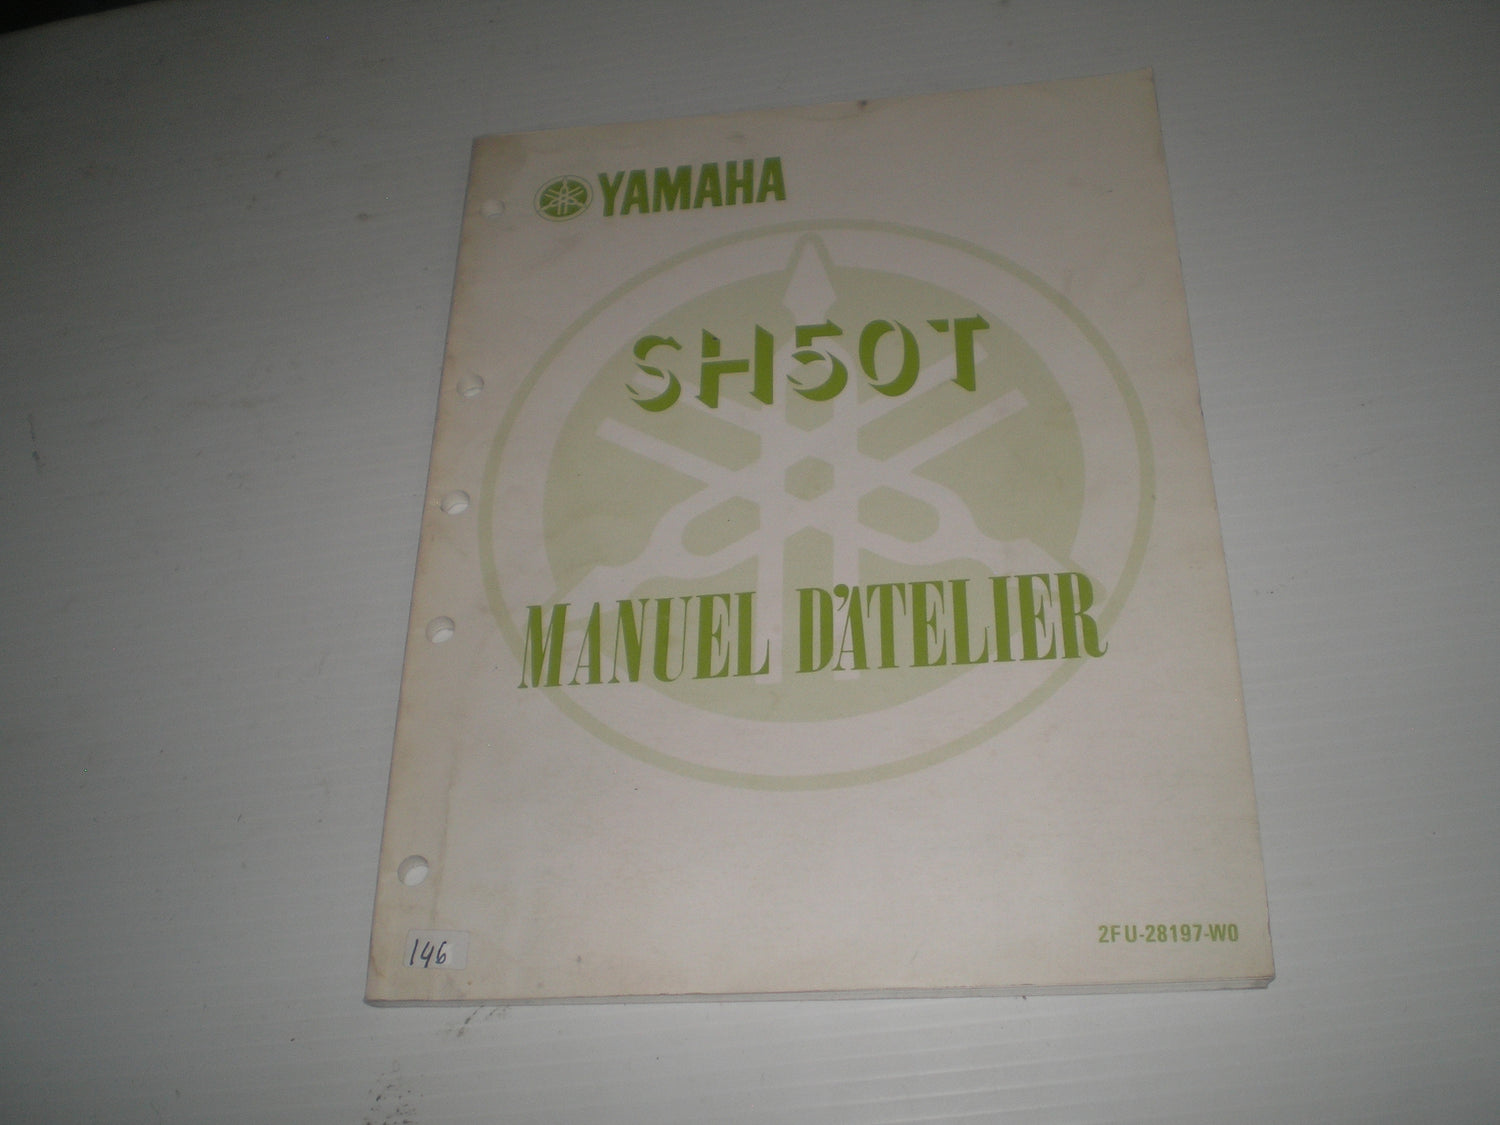 YAMAHA
SH50T
MANUEL D'ATELIER
2FU-28197-W0
146